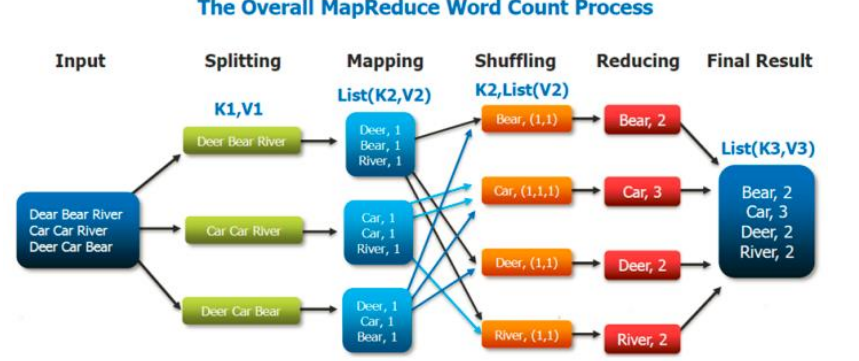 The Overall MapReduce Word Count Process
Input
Splitting
Mapping
Shuffling
Reducing
Final Result
K1,V1
List(K2,V2)
K2,List(V2)
List(K3,V3)
Dear Bear River
Car Car River
Deer Car Bear
Deer Bear River
Car Car River
Deer Car Bear
Deer, 1
Bear, 1
River, 1
Car, 1
Car, 1
River, 1
Deer, 1
Car, 1
Bear, 1
Bear, (1,1)
Car, (1,1,1)
Deer, (1,1)
River, (1,1)
Bear, 2
Car, 3
Deer, 2
River, 2
Bear, 2
Car, 3
Deer, 2
River, 2